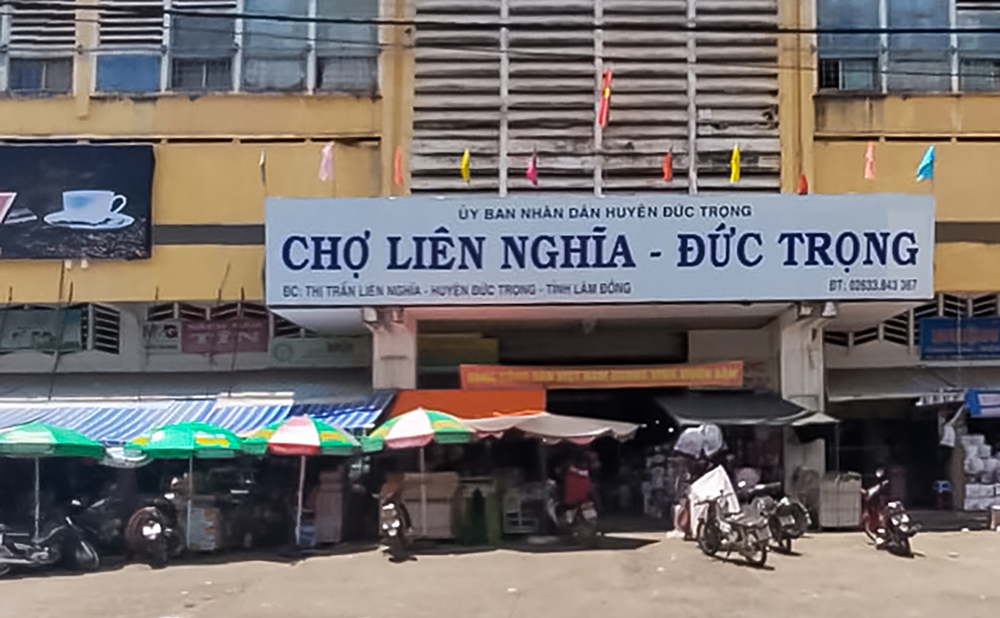 ỦY BAN NHÂN DÂN HUYỆN ĐỨC TRỌNG
CHỢ LIÊN NGHĨA - ĐỨC TRỌNG
ĐC: THỊ TRẤN LIÊN NGHĨA - HUYỆN ĐỨC TRỌNG - TỈNH LÂM ĐỒNG
ĐT: 02633.843 367